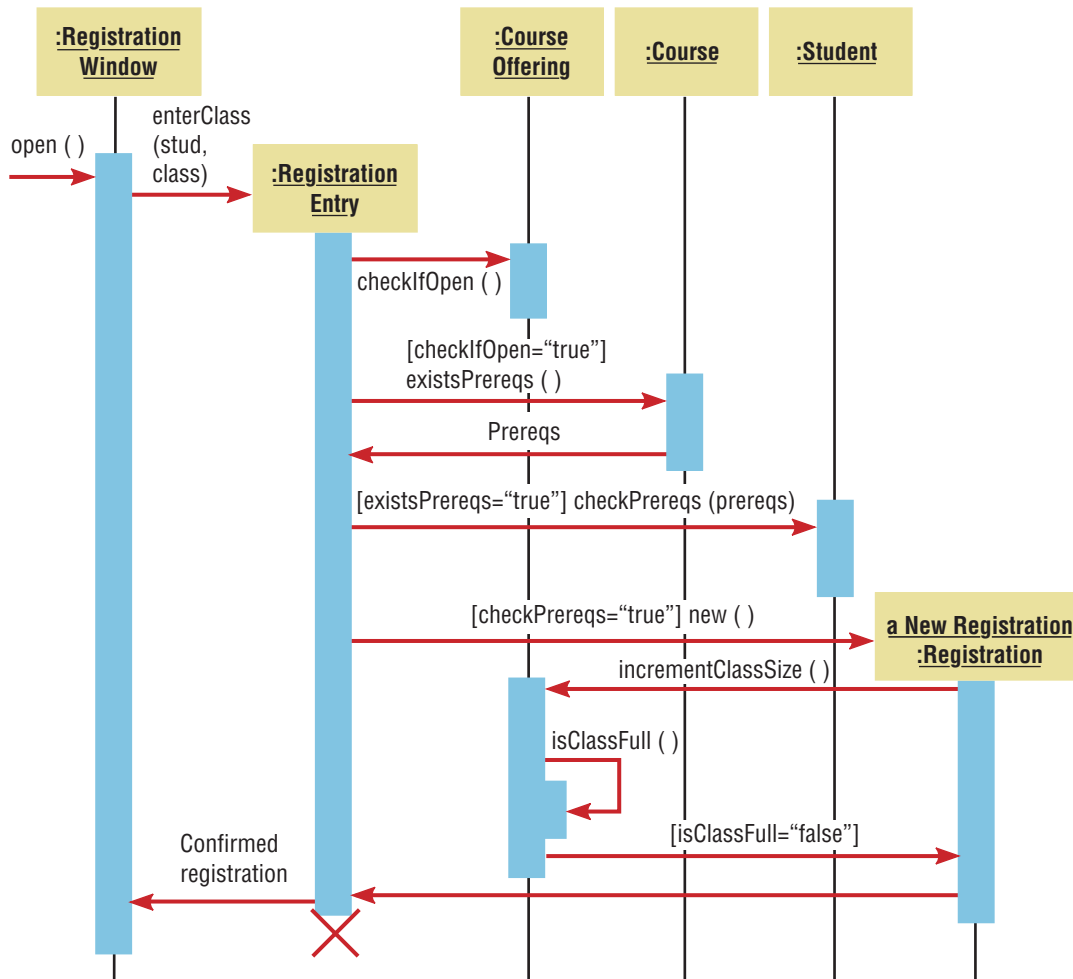 :Registration
Window
:Course
Offering
:Course
:Student
open ( )
enterClass
(stud,
class)
:Registration
Entry
checkIfOpen ( )
[checkIfOpen=“true”]
existsPrereqs ( )
Prereqs
[existsPrereqs=“true”] checkPrereqs (prereqs)
[checkPrereqs=“true”] new ( )
a New Registration
:Registration
incrementClassSize ( )
isClassFull ( )
[isClassFull=“false”]
Confirmed
registration